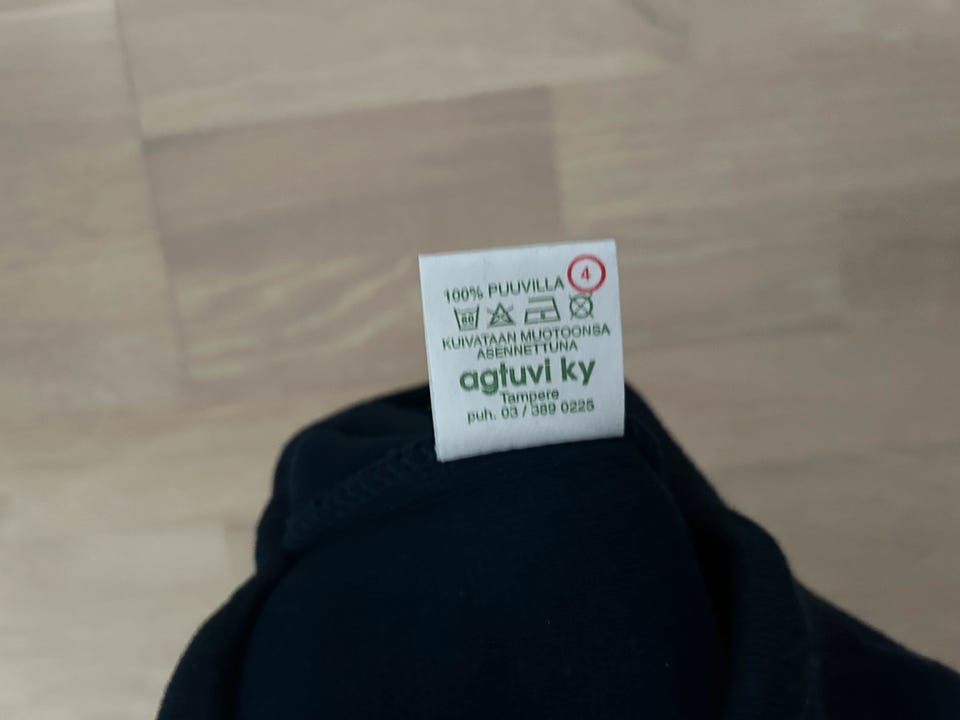 4
100% PUUVILLA
60
KUIVATAAN MUOTOONSA
ASENNETTUNA
agtuvi ky
Tampere
puh. 03 / 389 0225